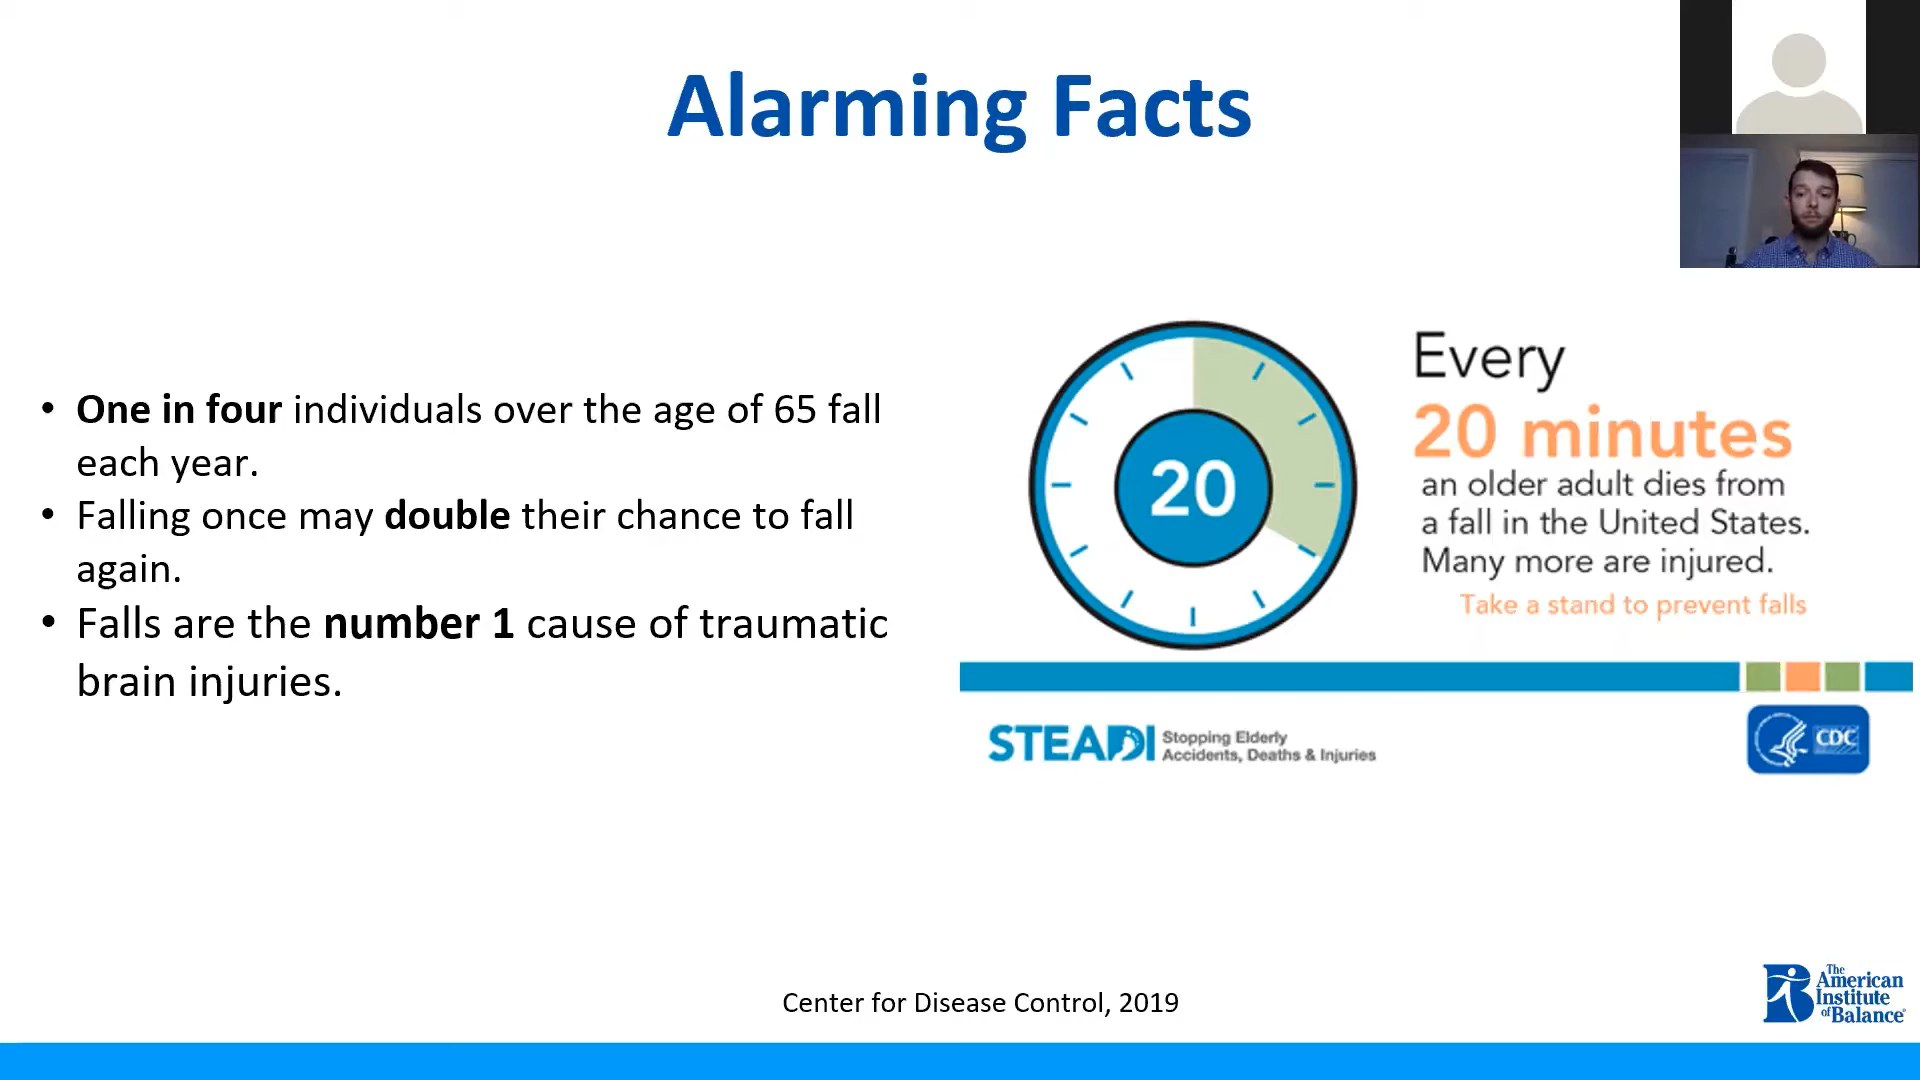 Alarming Facts
• One in four individuals over the age of 65 fall
each year.
• Falling once may double their chance to fall
again.
• Falls are the number 1 cause of traumatic
brain injuries.
20
Every
20 minutes
an older adult dies from
a fall in the United States.
Many more are injured.
Take a stand to prevent falls
STEADI Stopping Elderly
Accidents, Deaths & Injuries
CDC
Center for Disease Control, 2019
The
American
Institute
of Balance